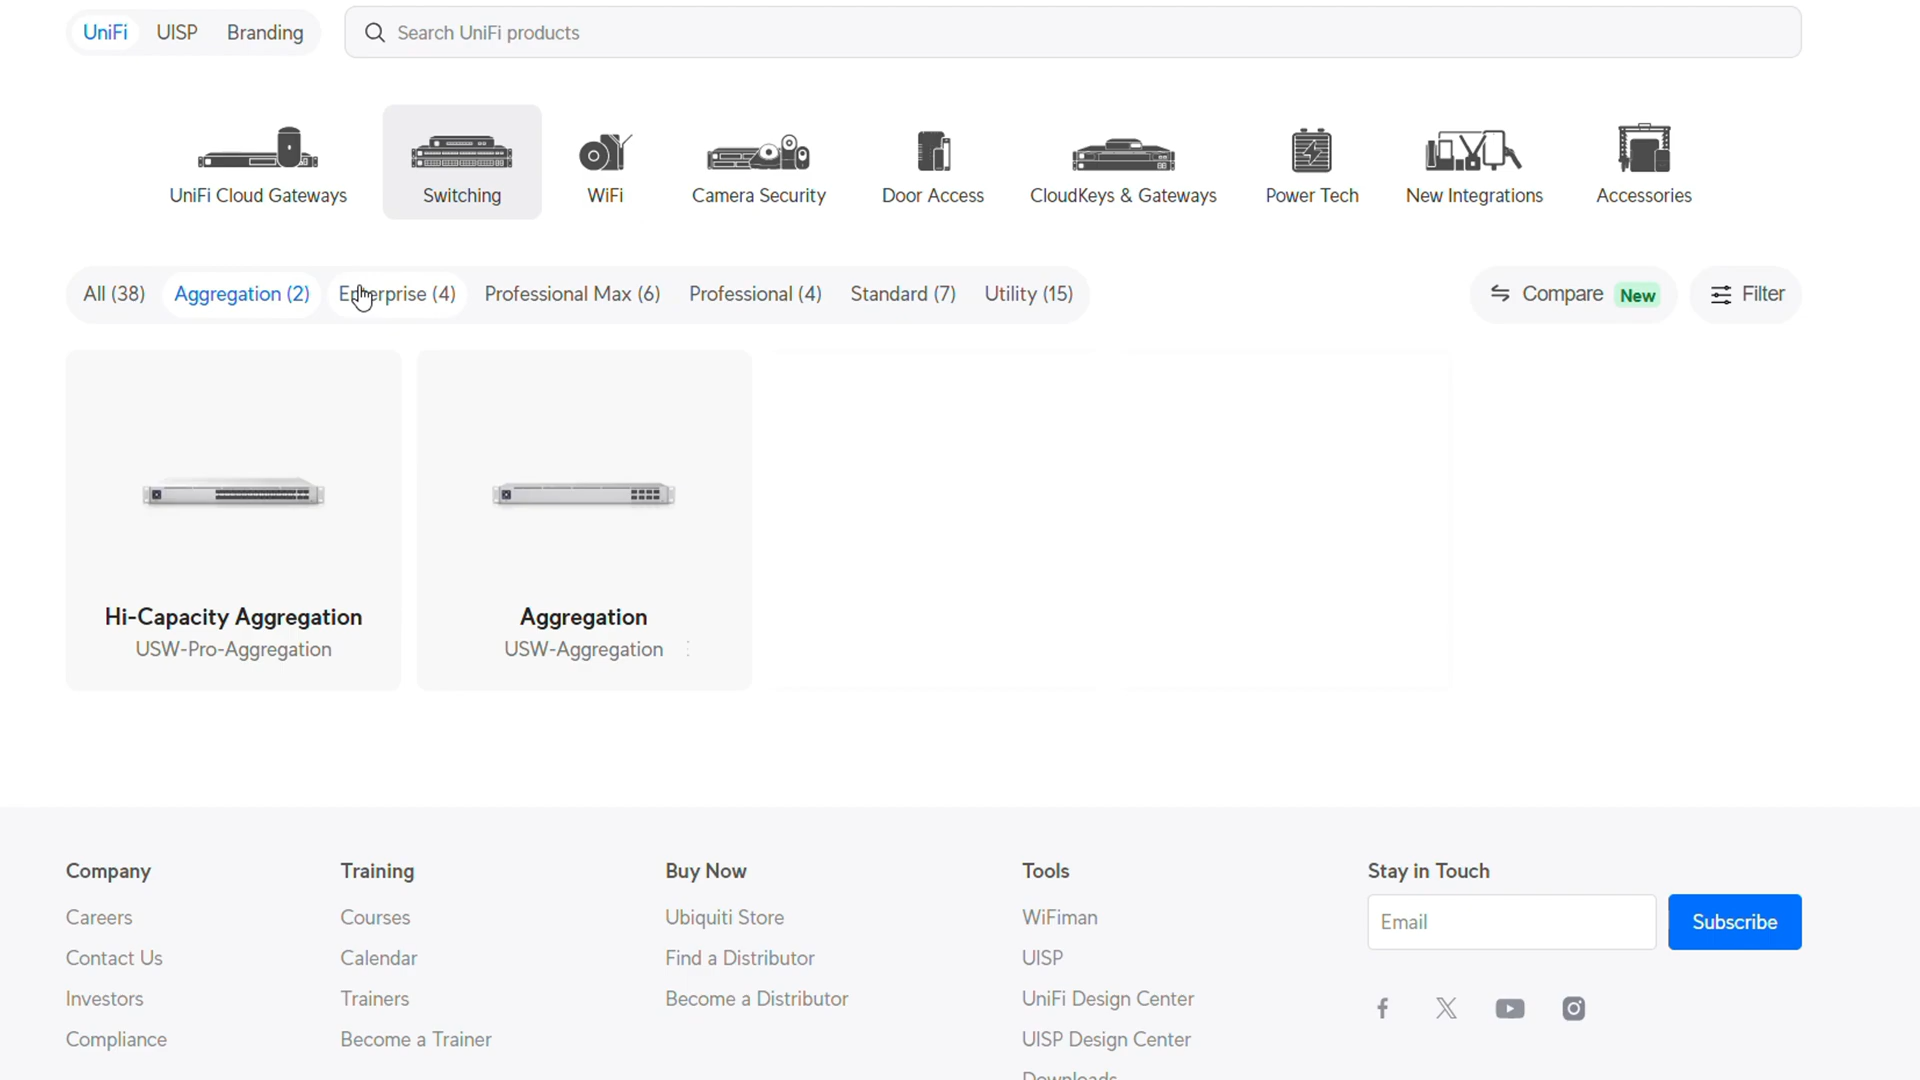 UniFi UISP Branding Search UniFi products
UniFi Cloud Gateways Switching WiFi Camera Security Door Access CloudKeys & Gateways Power Tech New Integrations Accessories
All (38) Aggregation (2) Enterprise (4) Professional Max (6) Professional (4) Standard (7) Utility (15) Compare New Filter
Hi-Capacity Aggregation
USW-Pro-Aggregation
Aggregation
USW-Aggregation
Company
Careers
Contact Us
Investors
Compliance
Training
Courses
Calendar
Trainers
Become a Trainer
Buy Now
Ubiquiti Store
Find a Distributor
Become a Distributor
Tools
WiFiman
UISP
UniFi Design Center
UISP Design Center
Downloads
Stay in Touch
Email Subscribe